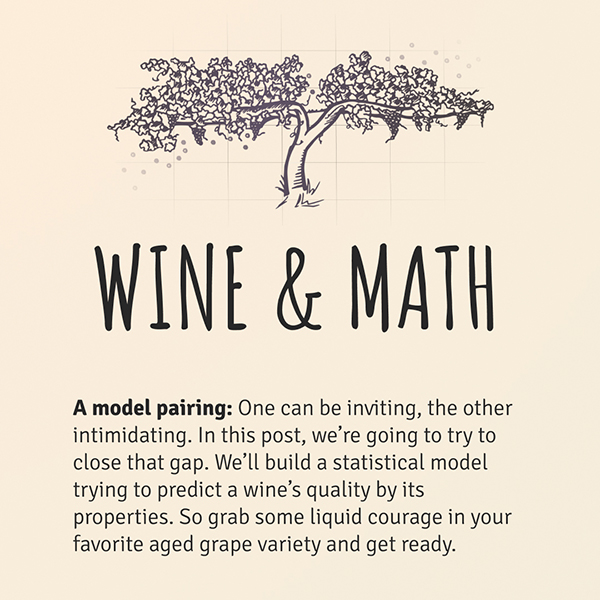 WINE & MATH
A model pairing: One can be inviting, the other
intimidating. In this post, we’re going to try to
close that gap. We’ll build a statistical model
trying to predict a wine’s quality by its
properties. So grab some liquid courage in your
favorite aged grape variety and get ready.